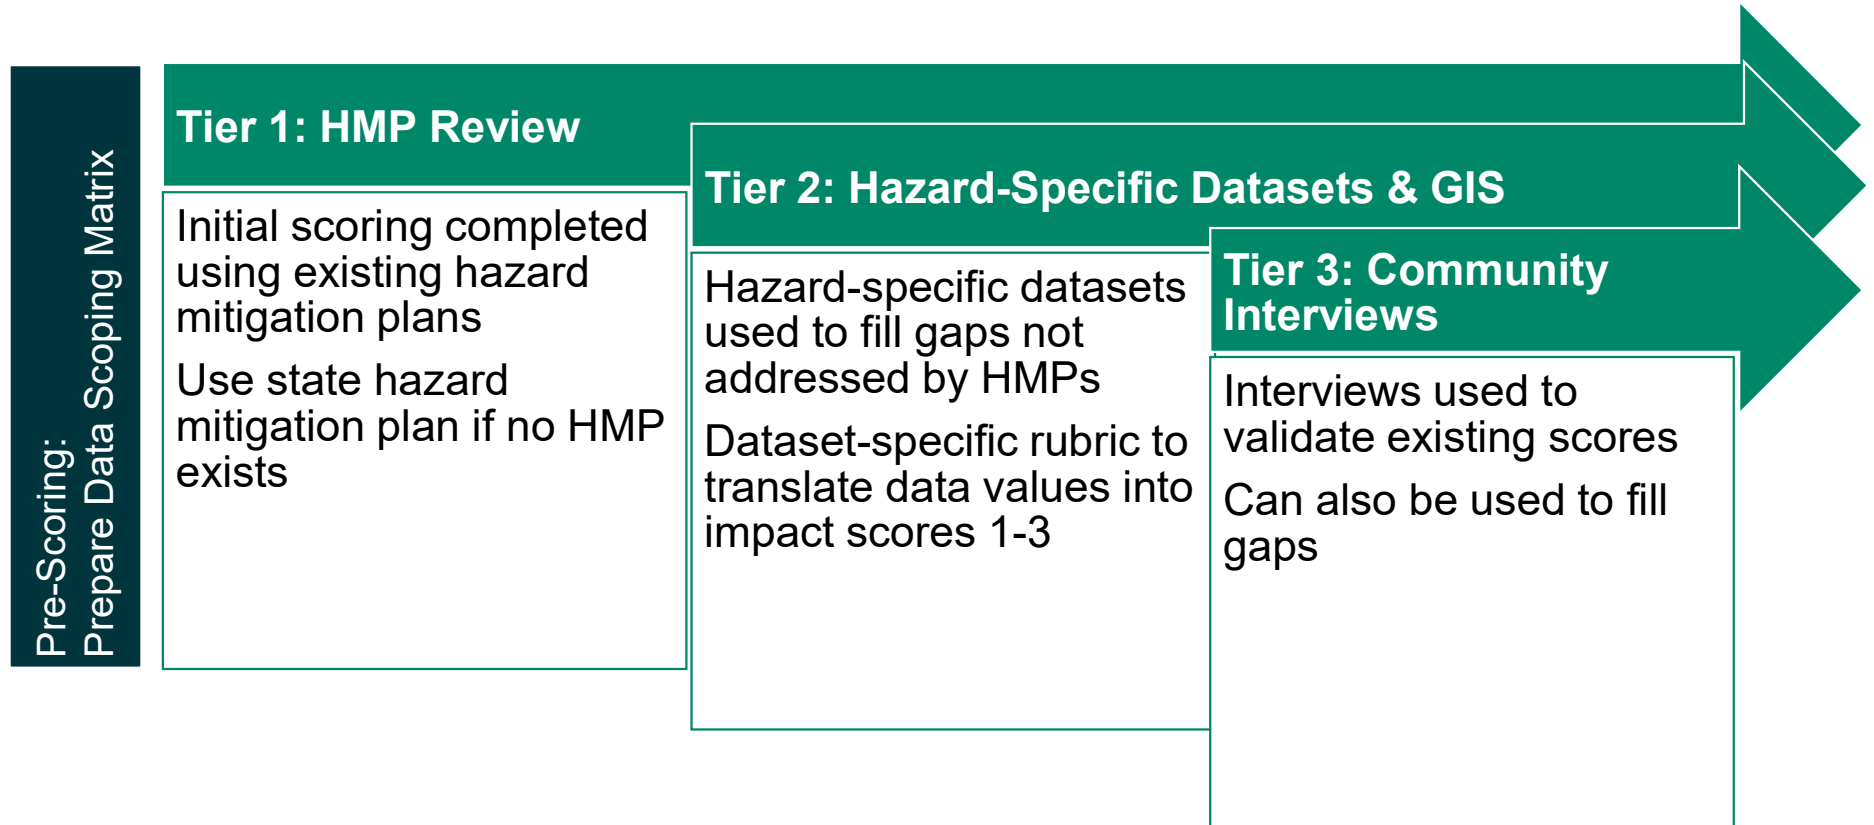 Pre-Scoring:
Prepare Data Scoping Matrix
Tier 1: HMP Review
Initial scoring completed
using existing hazard
mitigation plans
Use state hazard
mitigation plan if no HMP
exists
Tier 2: Hazard-Specific Datasets & GIS
Hazard-specific datasets
used to fill gaps not
addressed by HMPs
Dataset-specific rubric to
translate data values into
impact scores 1-3
Tier 3: Community
Interviews
Interviews used to
validate existing scores
Can also be used to fill
gaps